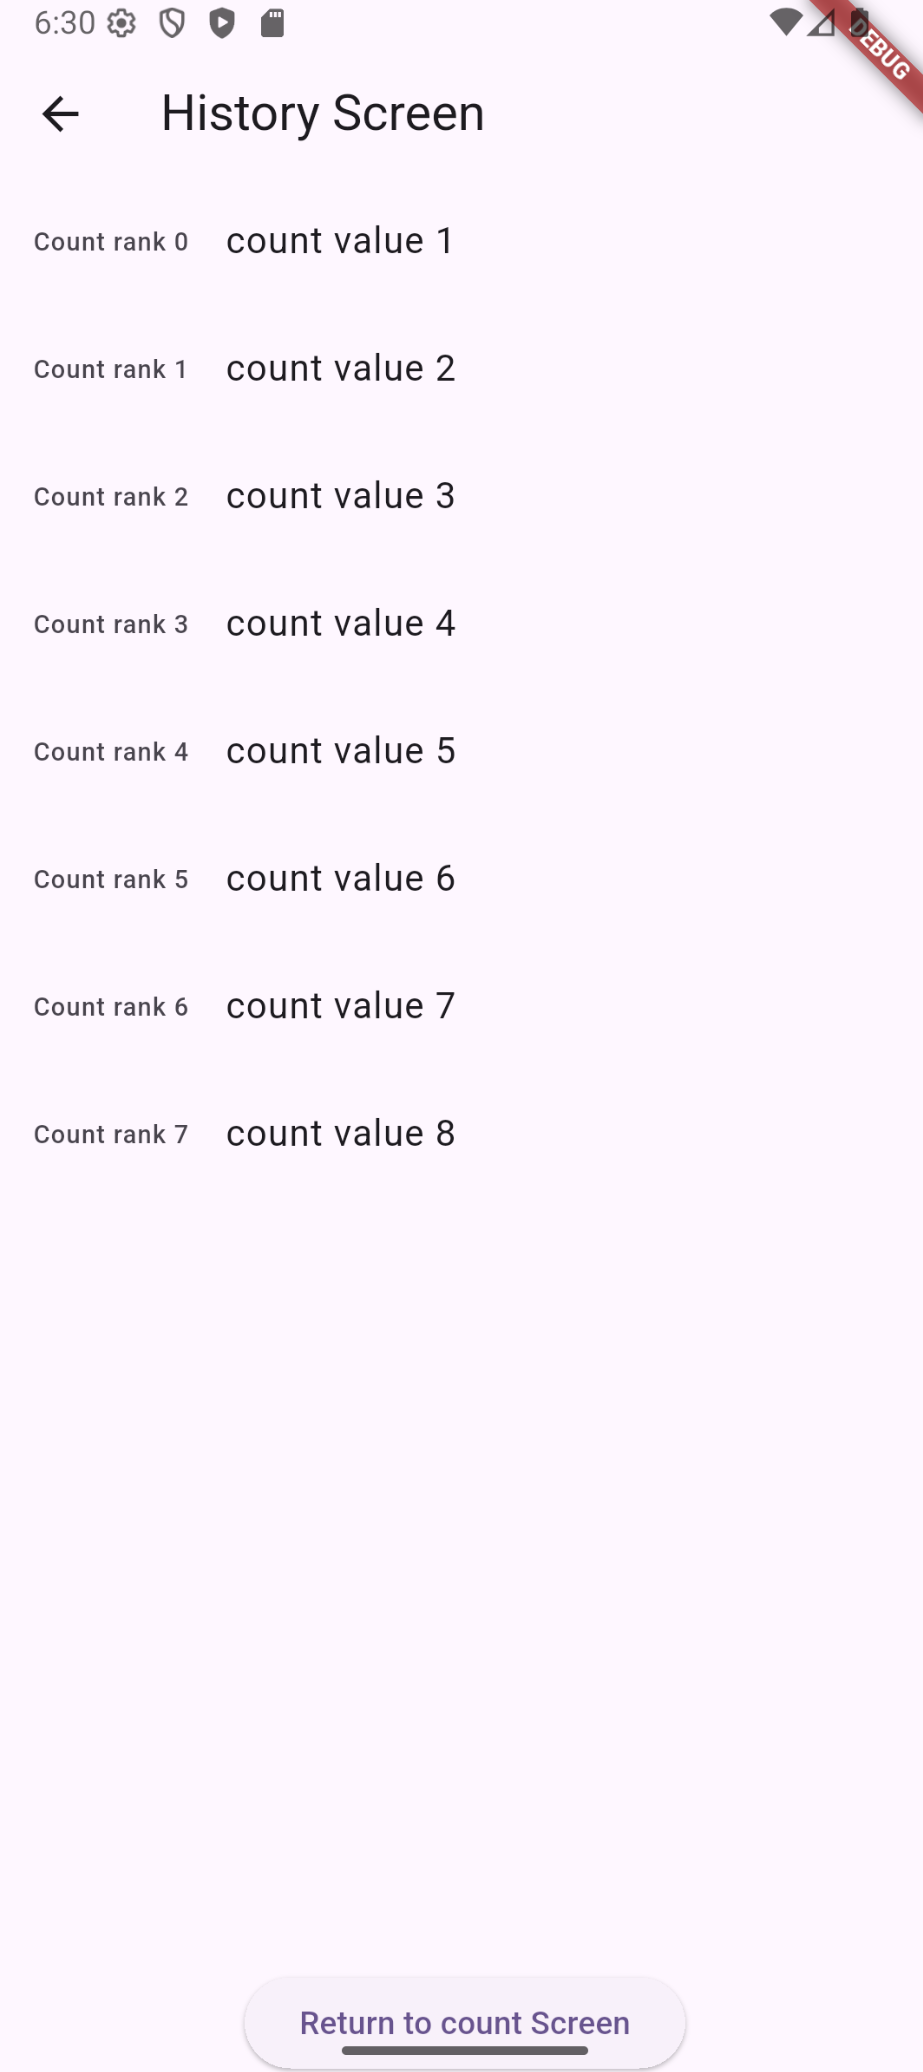 6:30
DEBUG
History Screen
Count rank 0 count value 1
Count rank 1 count value 2
Count rank 2 count value 3
Count rank 3 count value 4
Count rank 4 count value 5
Count rank 5 count value 6
Count rank 6 count value 7
Count rank 7 count value 8
Return to count Screen